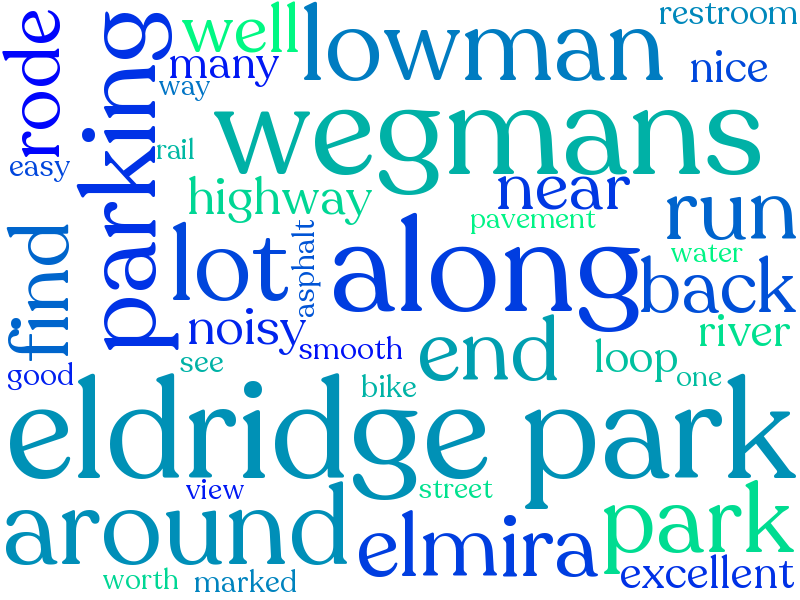 restroom
well
lowman
rode
parking
many
nice
way
wegmans
rail
easy
near
highway
run
pavement
find
lot
asphalt
along
water
back
noisy
river
smooth
end
see
loop
good
bike
one
eldridge park
view
street
around
elmira
park
excellent
worth
marked